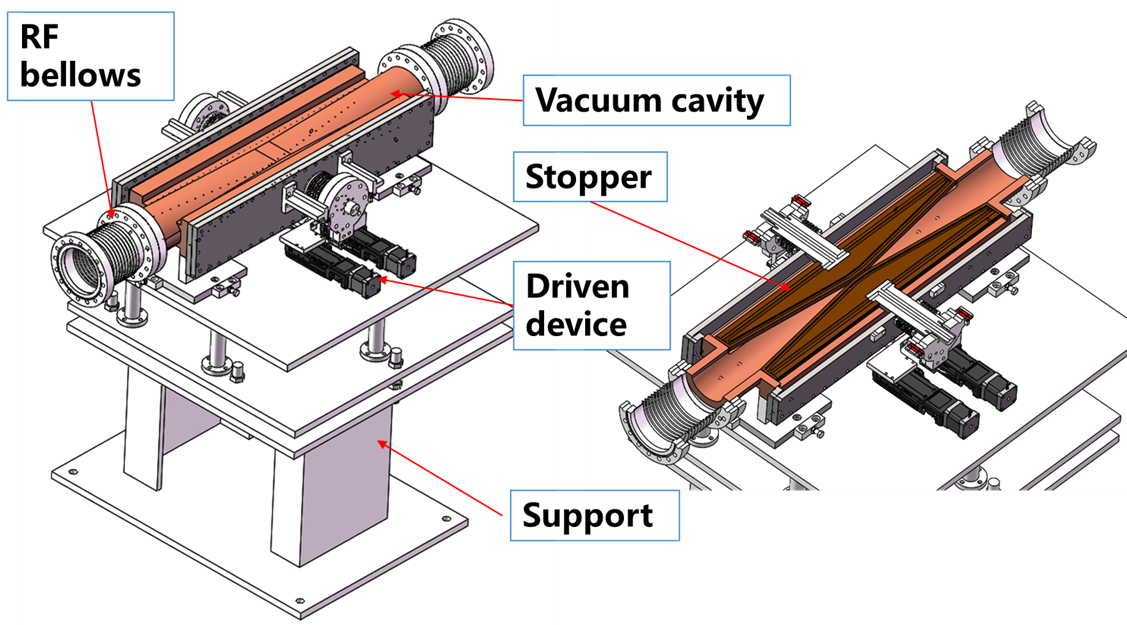 RF
bellows
Vacuum cavity
Stopper
Driven
device
Support